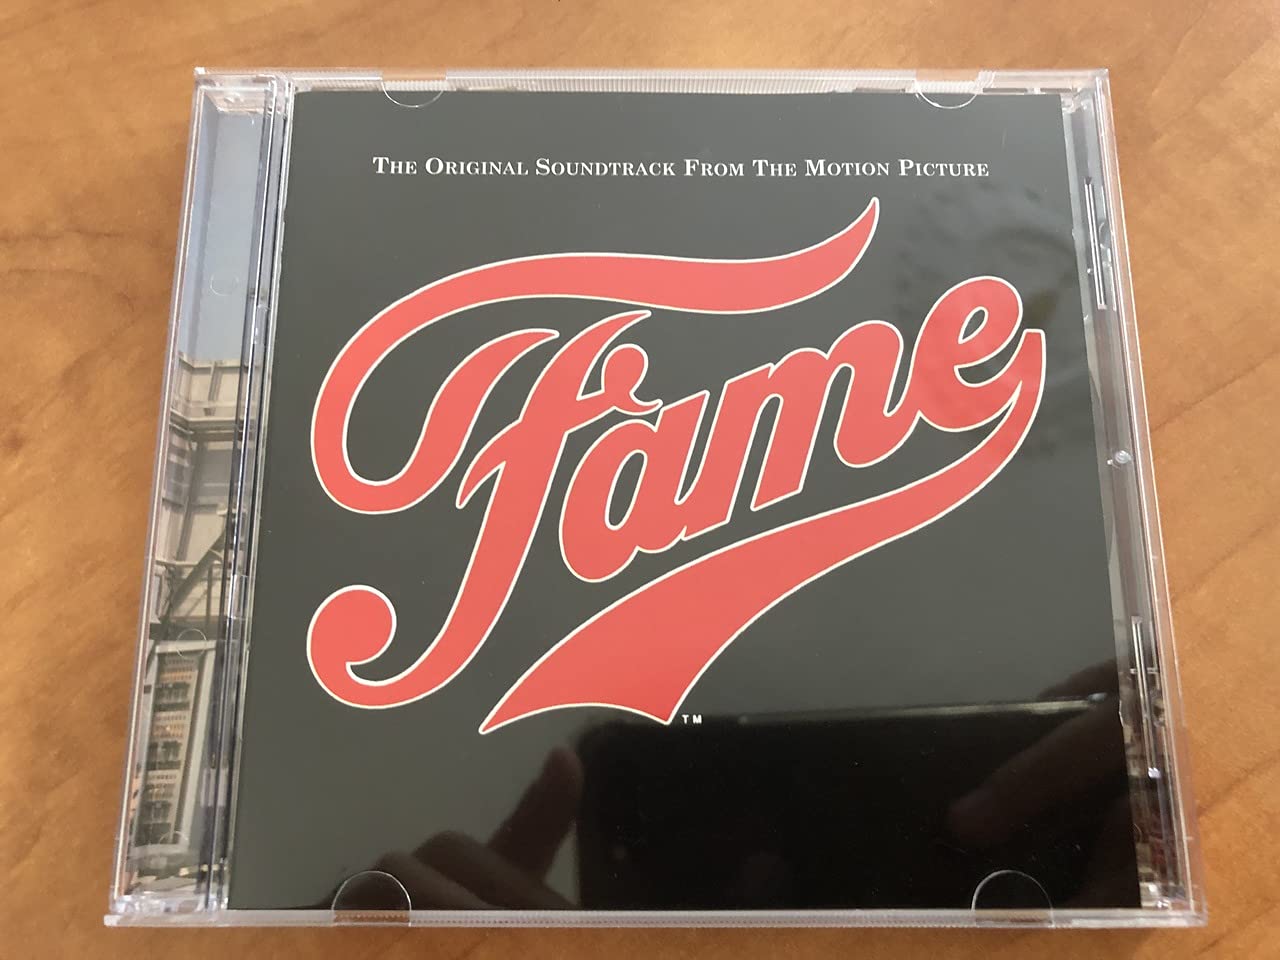 THE ORIGINAL SOUNDTRACK FROM THE MOTION PICTURE
Fame
TM